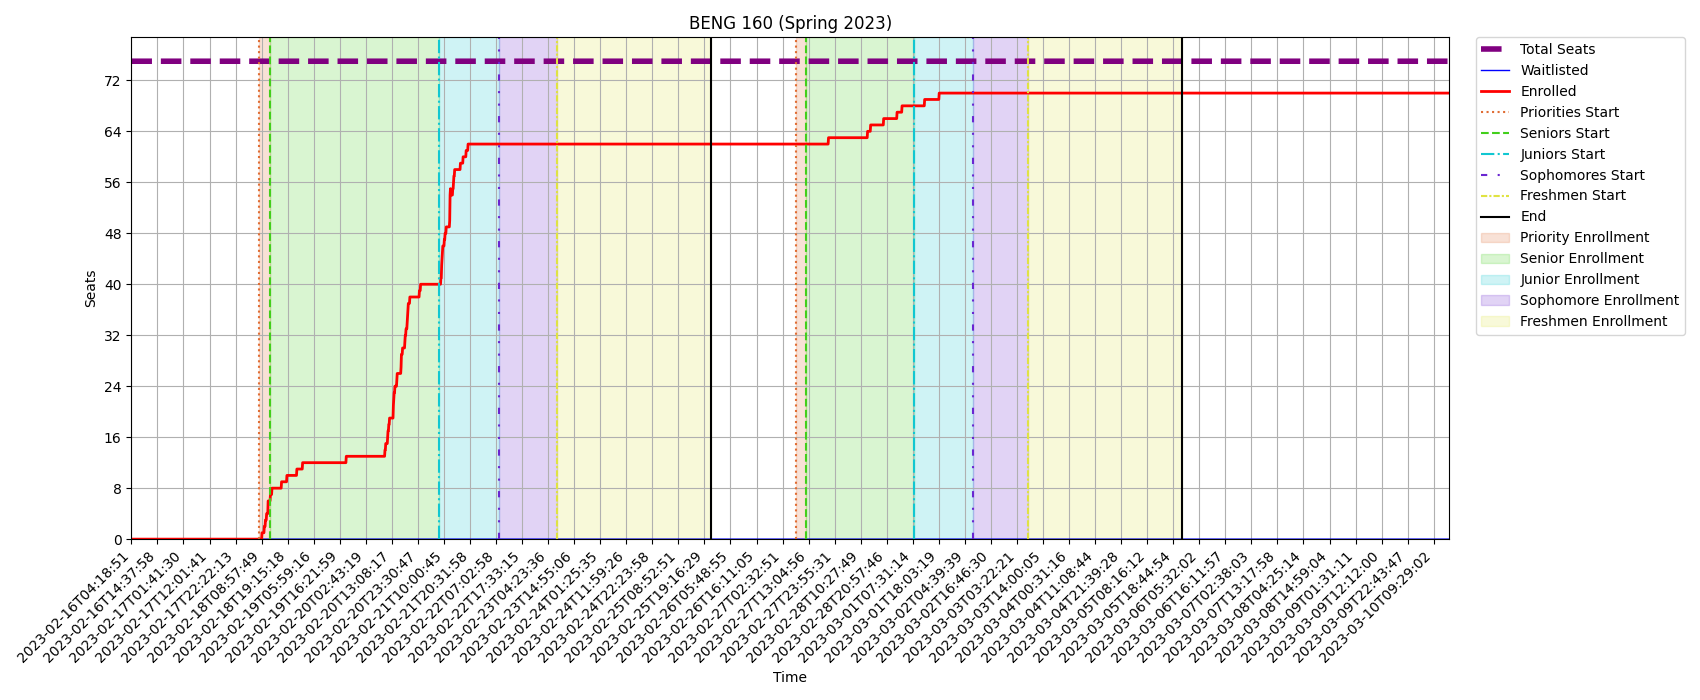 BENG 160 (Spring 2023)
Total Seats
Waitlisted
Enrolled
Priorities Start
Seniors Start
Juniors Start
Sophomores Start
Freshmen Start
End
Priority Enrollment
Senior Enrollment
Junior Enrollment
Sophomore Enrollment
Freshmen Enrollment
Seats
72
64
56
48
40
32
24
16
8
0
2023-02-16T04:18:51
2023-02-16T14:37:58
2023-02-17T01:41:30
2023-02-17T12:01:41
2023-02-17T22:22:13
2023-02-18T08:57:49
2023-02-18T19:15:18
2023-02-19T05:59:16
2023-02-19T16:21:59
2023-02-20T02:43:19
2023-02-20T13:08:17
2023-02-20T23:30:47
2023-02-21T10:00:45
2023-02-21T20:31:58
2023-02-22T07:02:58
2023-02-22T17:33:15
2023-02-23T04:23:36
2023-02-23T14:55:06
2023-02-24T01:25:35
2023-02-24T11:59:26
2023-02-24T22:23:58
2023-02-25T08:52:51
2023-02-25T19:16:29
2023-02-26T05:48:55
2023-02-26T16:11:05
2023-02-27T02:32:51
2023-02-27T13:04:56
2023-02-27T23:55:31
2023-02-28T10:27:49
2023-02-28T20:57:46
2023-03-01T07:31:14
2023-03-01T18:03:19
2023-03-02T04:39:39
2023-03-02T16:46:30
2023-03-03T03:22:21
2023-03-03T14:00:05
2023-03-04T00:31:16
2023-03-04T11:08:44
2023-03-04T21:39:28
2023-03-05T08:16:12
2023-03-05T18:44:54
2023-03-06T05:32:02
2023-03-06T16:11:57
2023-03-07T02:38:03
2023-03-07T13:17:58
2023-03-08T04:25:14
2023-03-08T14:59:04
2023-03-09T01:31:11
2023-03-09T12:12:00
2023-03-09T22:43:47
2023-03-10T09:29:02
Time